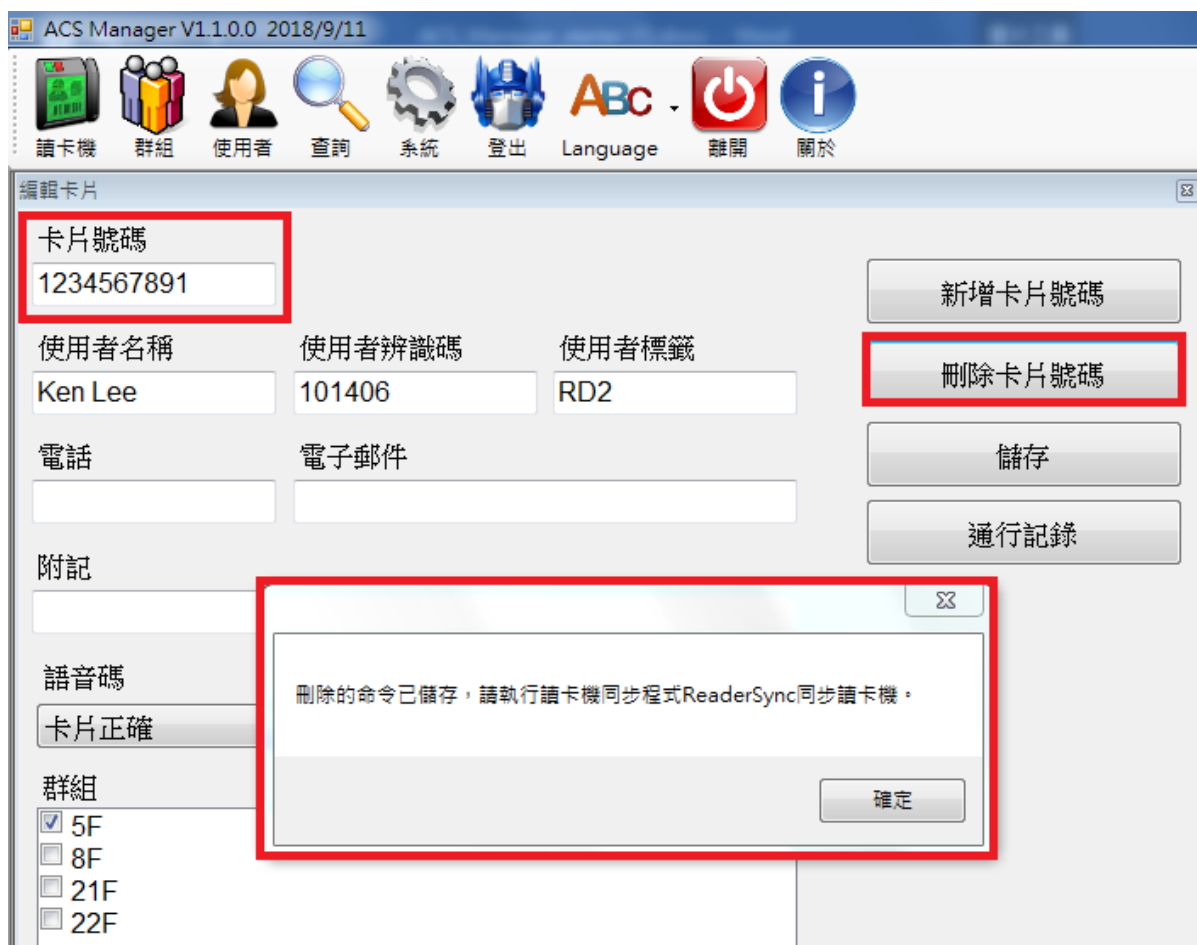 ACS Manager V1.1.0.0 2018/9/11
讀卡機 群組 使用者 查詢 系統 登出 Language 離開 關於
編輯卡片
卡片號碼
1234567891
新增卡片號碼
使用者名稱 使用者辨識碼 使用者標籤
刪除卡片號碼
Ken Lee 101406 RD2
電話 電子郵件
儲存
通行記錄
附記
語音碼
刪除的命令已儲存，請執行讀卡機同步程式ReaderSync同步讀卡機。
卡片正確
群組
確定
5F
8F
21F
22F